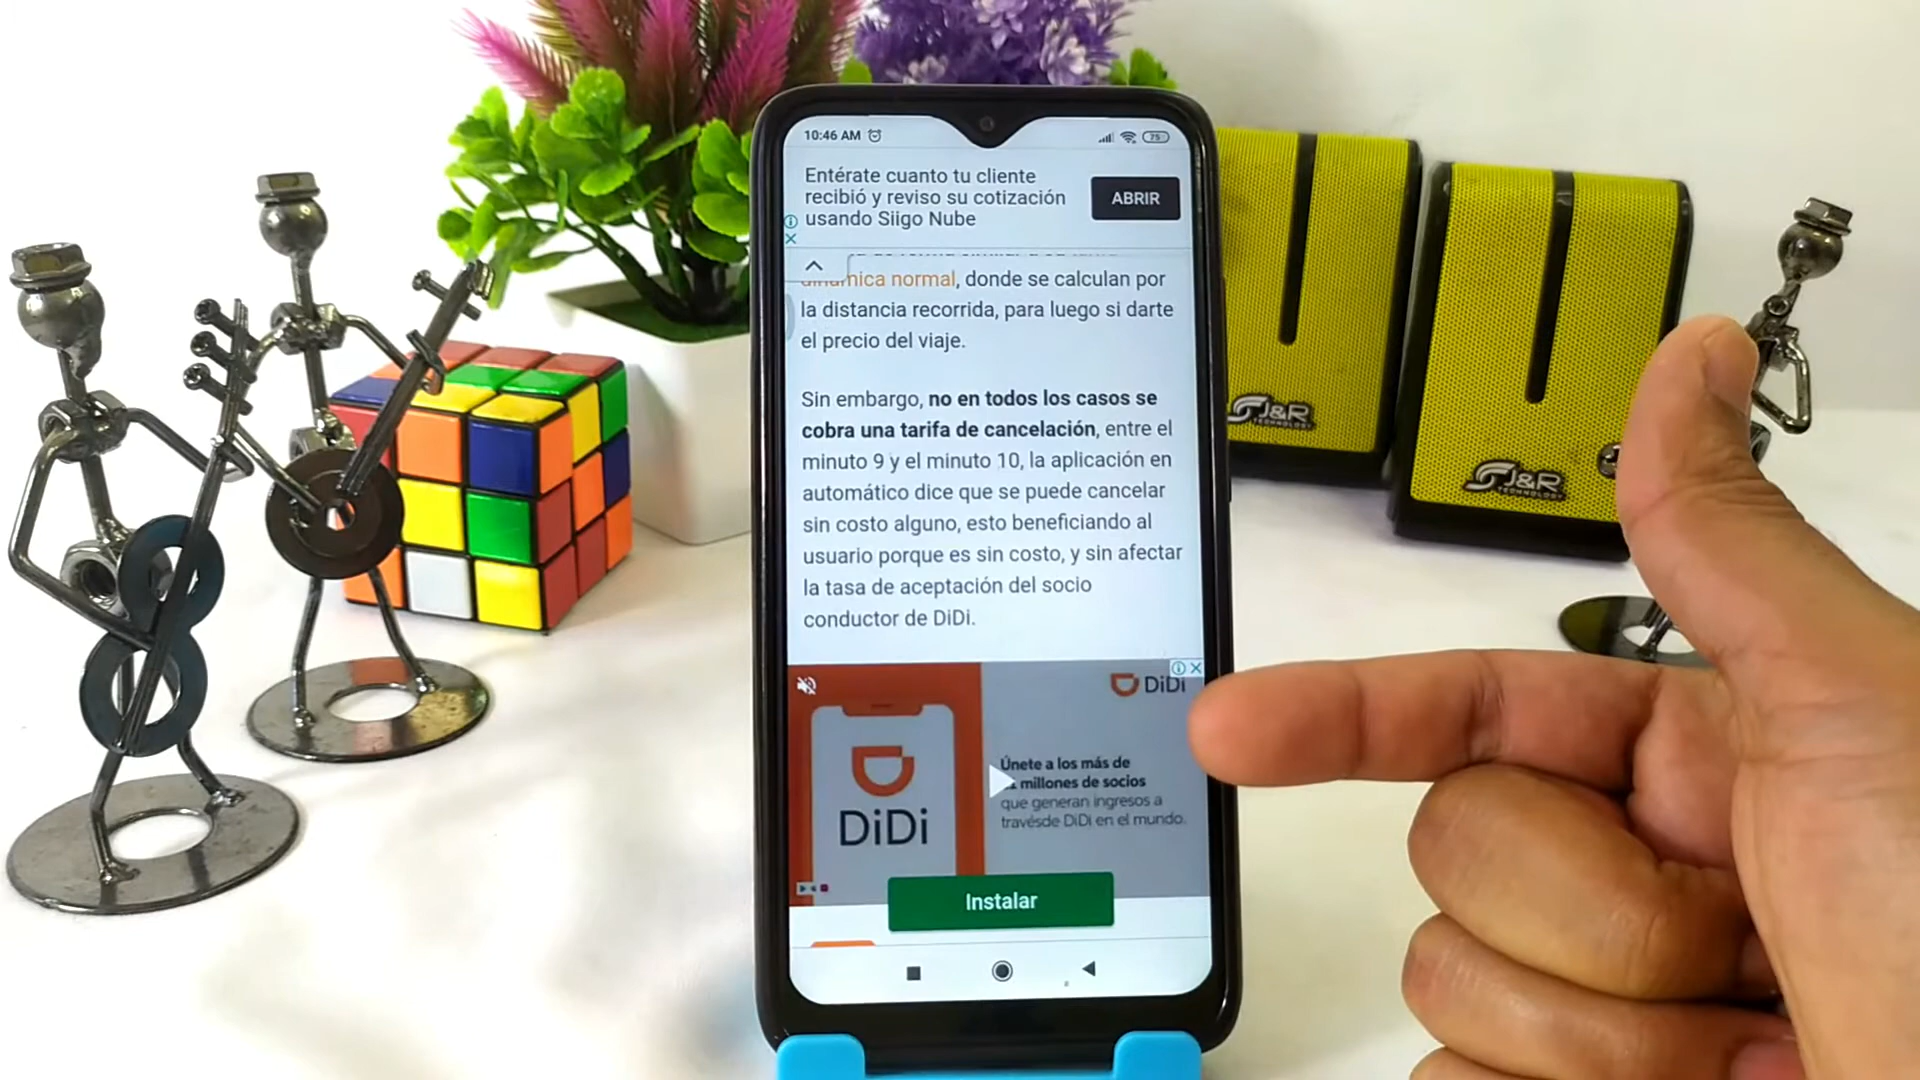 10:46 AM
75
Entérate cuanto tu cliente
recibió y reviso su cotización
usando Siigo Nube
ABRIR
mica normal, donde se calculan por
la distancia recorrida, para luego si darte
el precio del viaje.
Sin embargo, no en todos los casos se
cobra una tarifa de cancelación, entre el
minuto 9 y el minuto 10, la aplicación en
automático dice que se puede cancelar
sin costo alguno, esto beneficiando al
usuario porque es sin costo, y sin afectar
la tasa de aceptación del socio
conductor de DiDi.
DiDi
DiDi
Únete a los más de
millones de socios
que generan ingresos a
travésde DiDi en el mundo.
Instalar
J&R
TECHNOLOGY
J&R
TECHNOLOGY